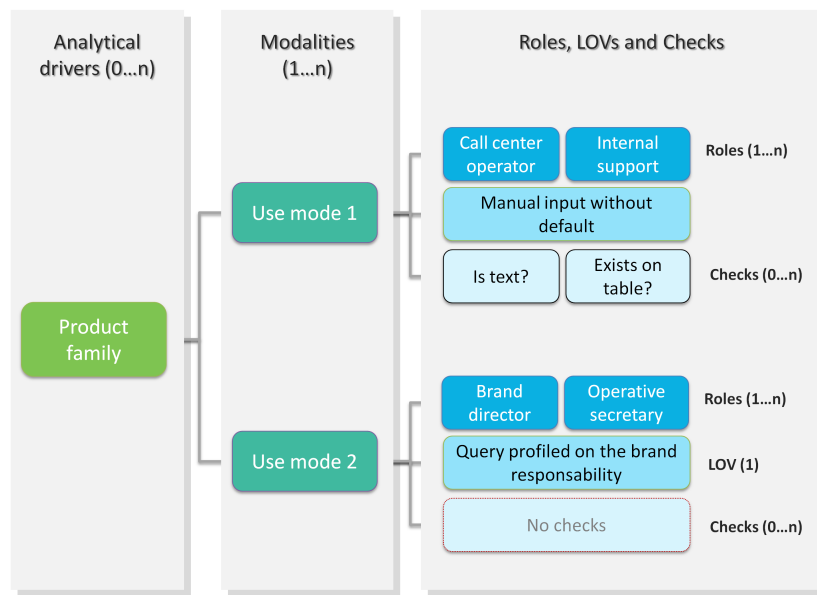 Analytical
drivers (0...n)
Modalities
(1...n)
Roles, LOVs and Checks
Call center
operator
Internal
support
Roles (1...n)
Use mode 1
Manual input without
default
Is text?
Exists on
table?
Checks (0...n)
Product
family
Brand
director
Operative
secretary
Roles (1...n)
Use mode 2
Query profiled on the brand
responsability
LOV (1)
No checks
Checks (0...n)